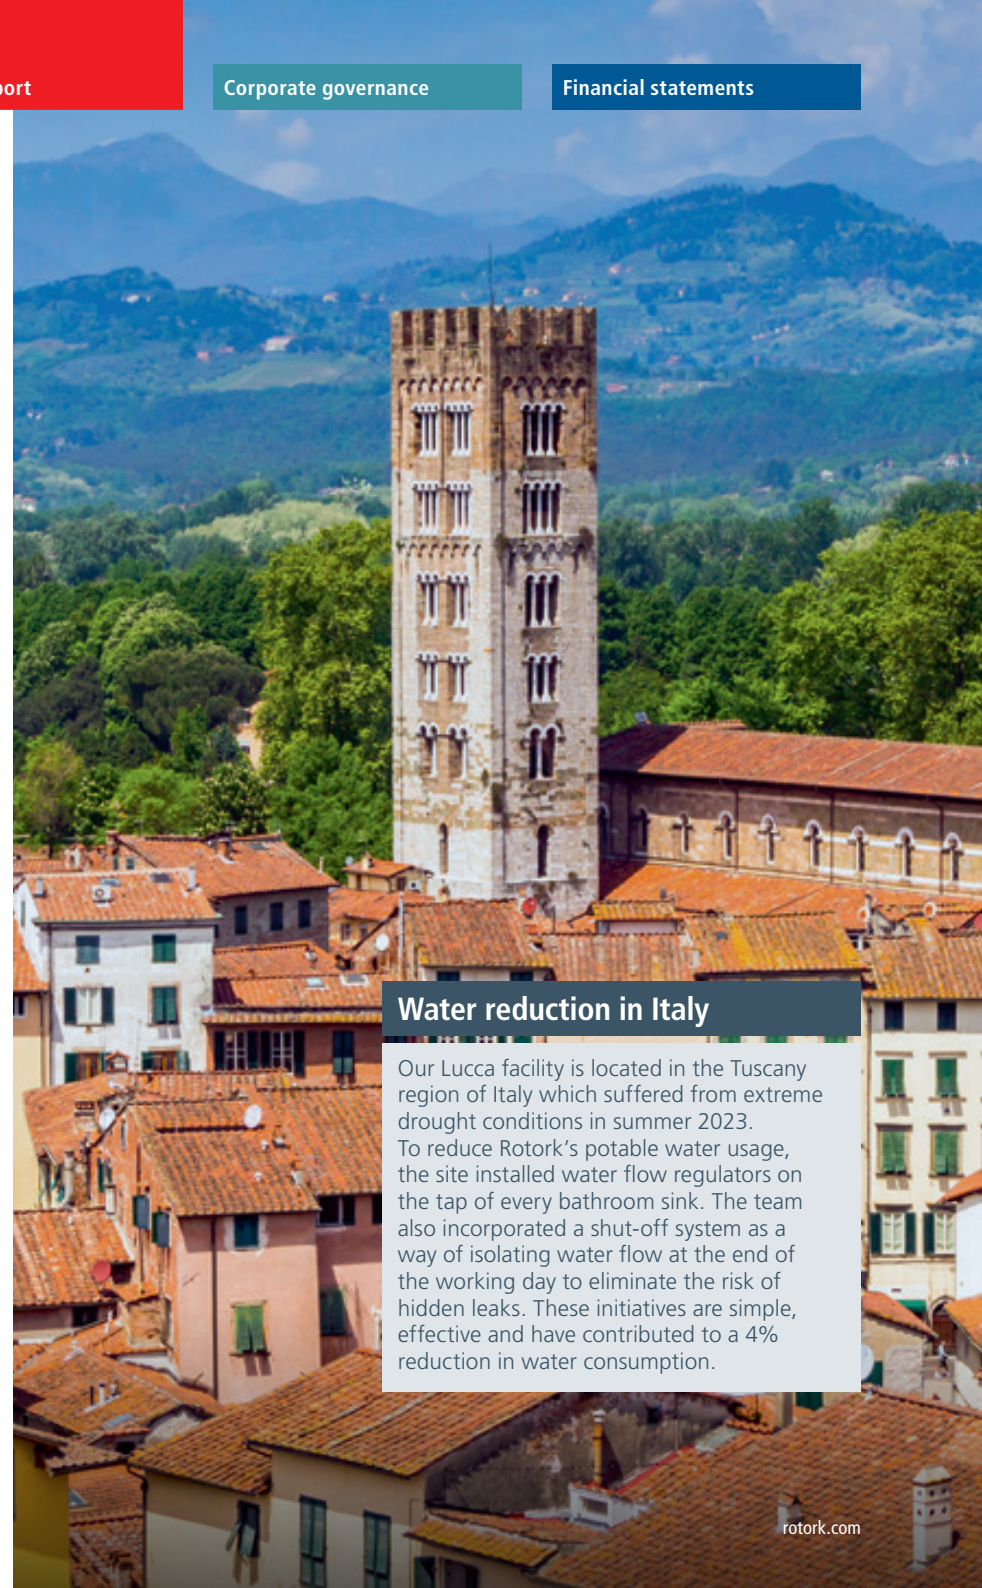 Corporate governance
Financial statements
Water reduction in Italy
Our Lucca facility is located in the Tuscany
region of Italy which suffered from extreme
drought conditions in summer 2023.
To reduce Rotork’s potable water usage,
the site installed water flow regulators on
the tap of every bathroom sink. The team
also incorporated a shut-off system as a
way of isolating water flow at the end of
the working day to eliminate the risk of
hidden leaks. These initiatives are simple,
effective and have contributed to a 4%
reduction in water consumption.
rotork.com